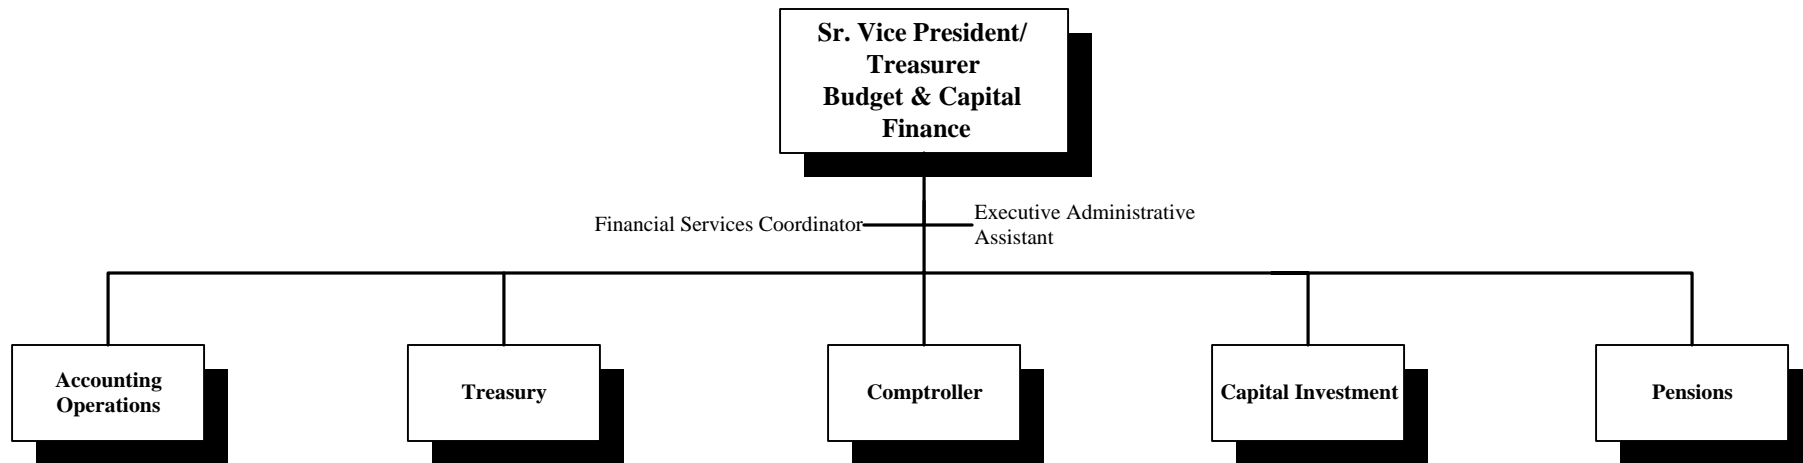 Sr. Vice President/
Treasurer
Budget & Capital
Finance
Financial Services Coordinator
Executive Administrative
Assistant
Accounting
Operations
Treasury
Comptroller
Capital Investment
Pensions